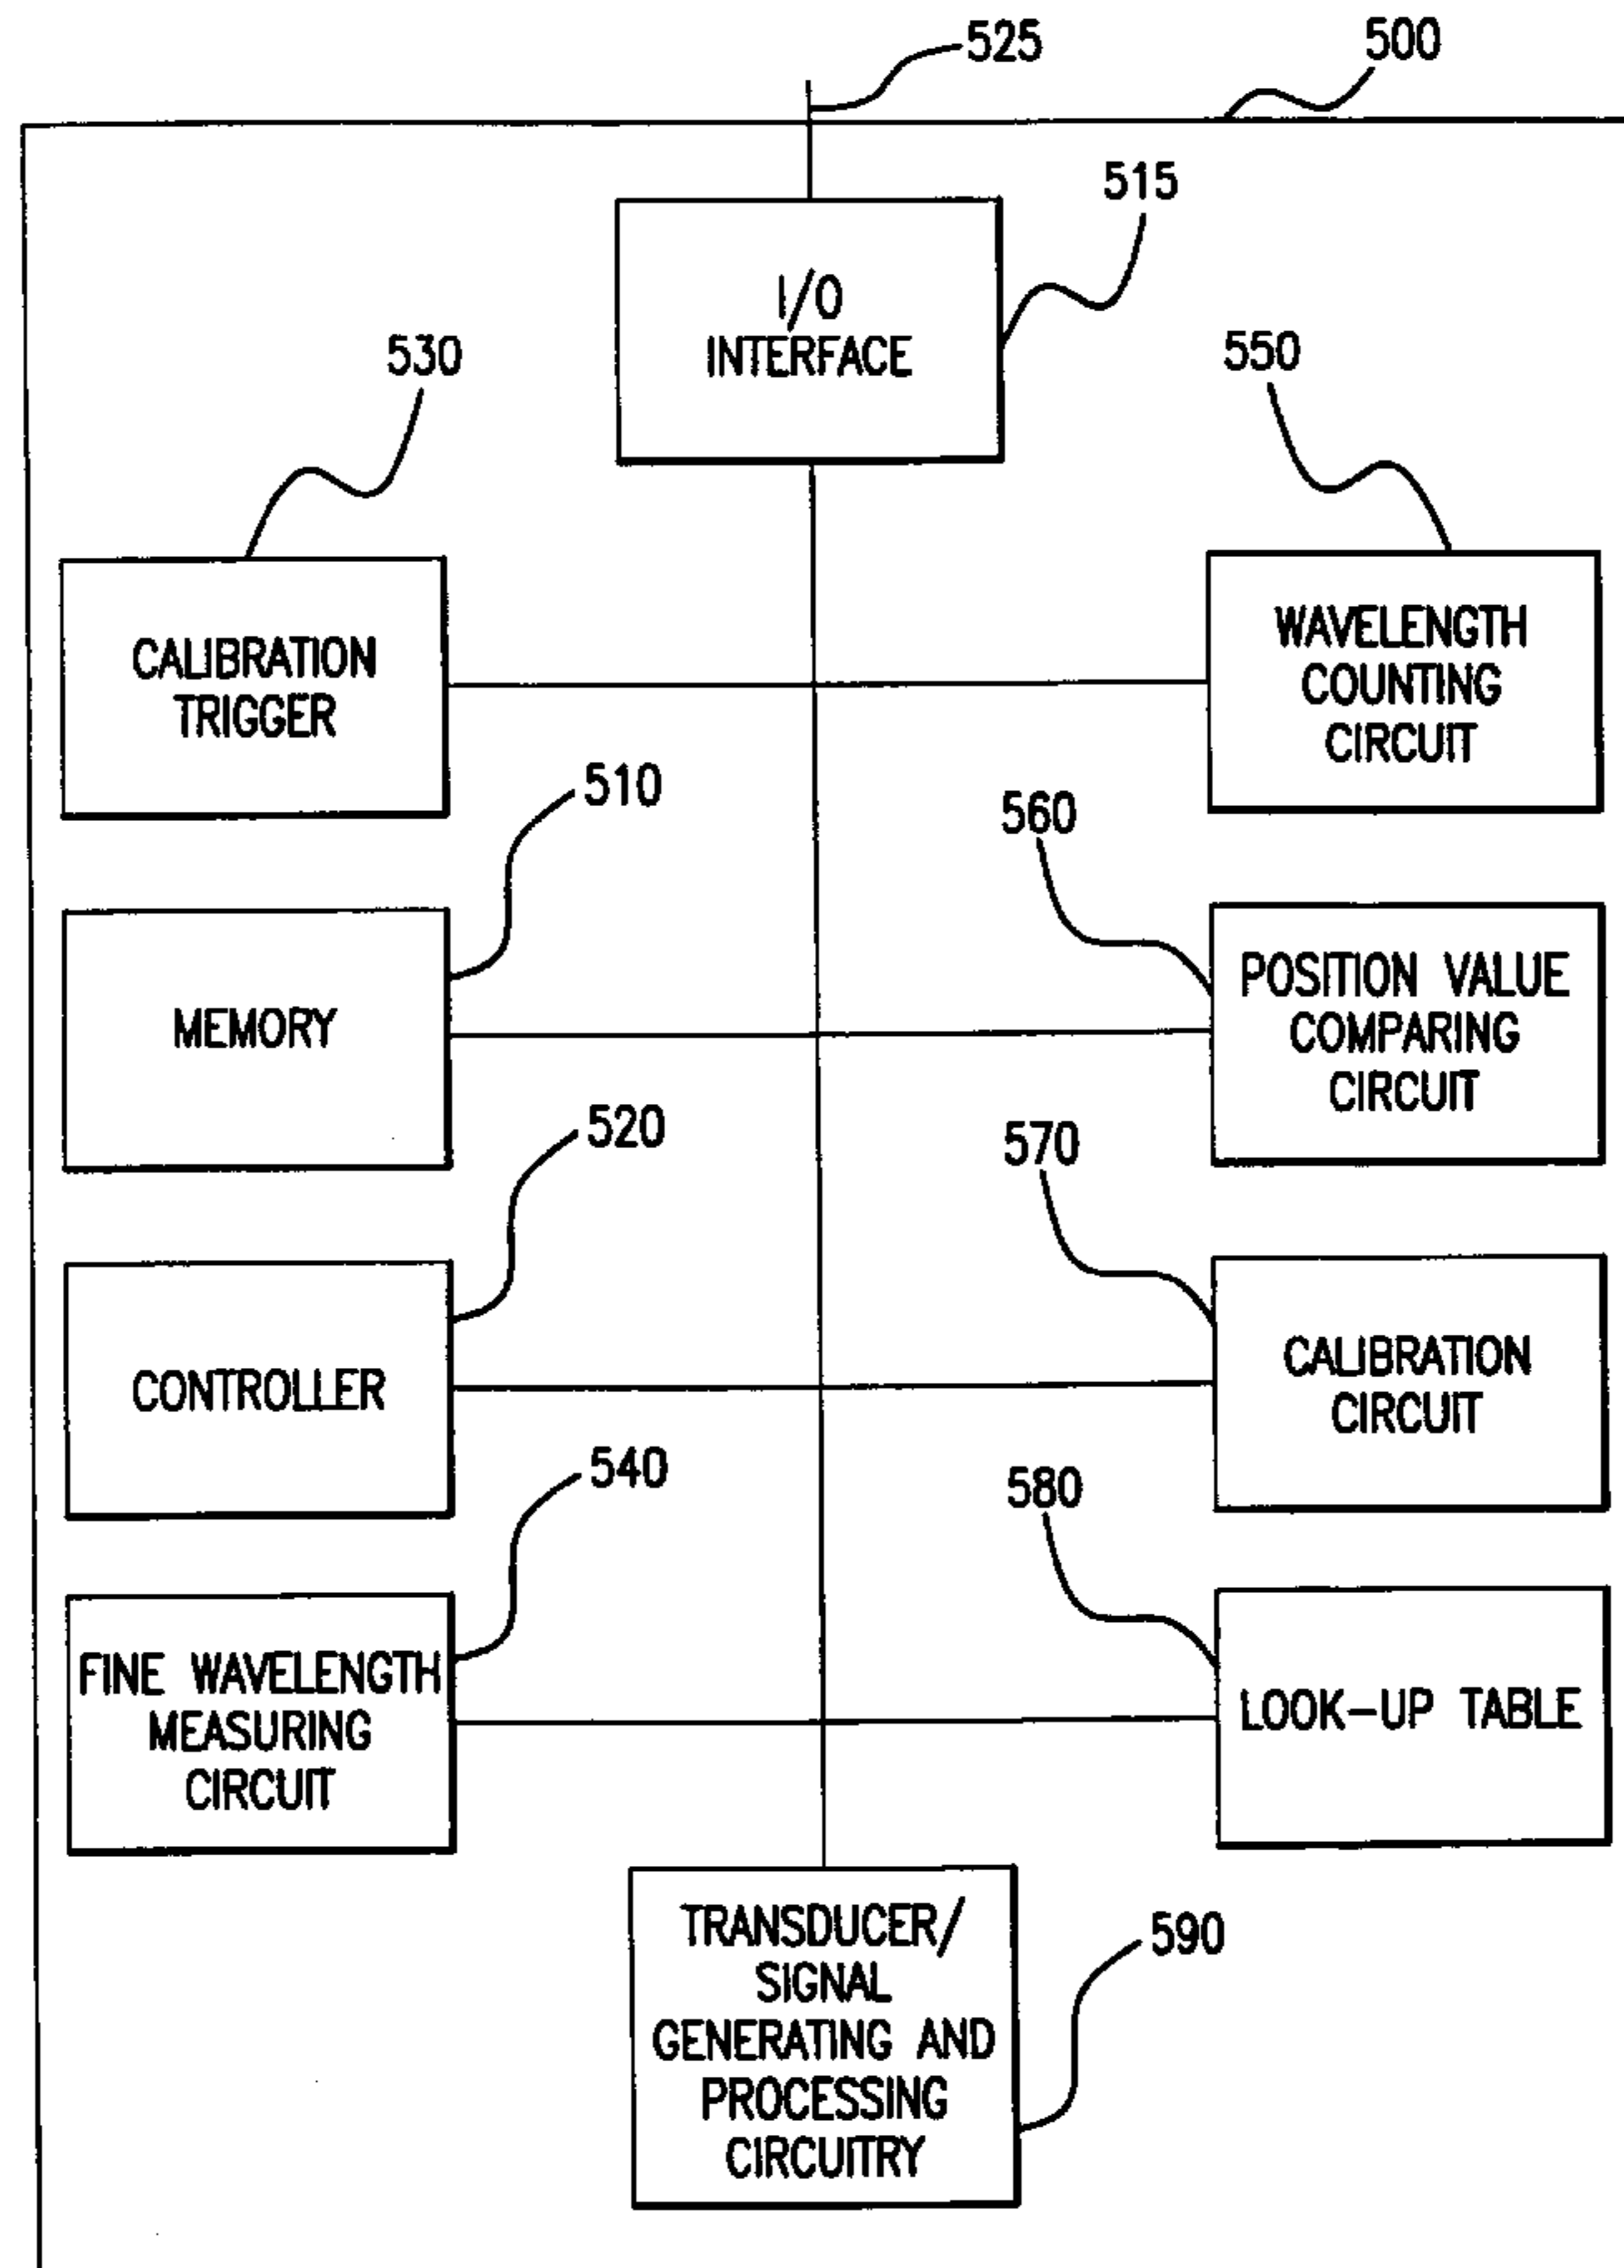 525
500
515
I/O
INTERFACE
530
550
CALIBRATION
TRIGGER
WAVELENGTH
COUNTING
CIRCUIT
510
560
MEMORY
POSITION VALUE
COMPARING
CIRCUIT
520
570
CONTROLLER
CALIBRATION
CIRCUIT
540
580
FINE WAVELENGTH
MEASURING
CIRCUIT
LOOK-UP TABLE
TRANSDUCER/
SIGNAL
GENERATING AND
PROCESSING
CIRCUITRY
590